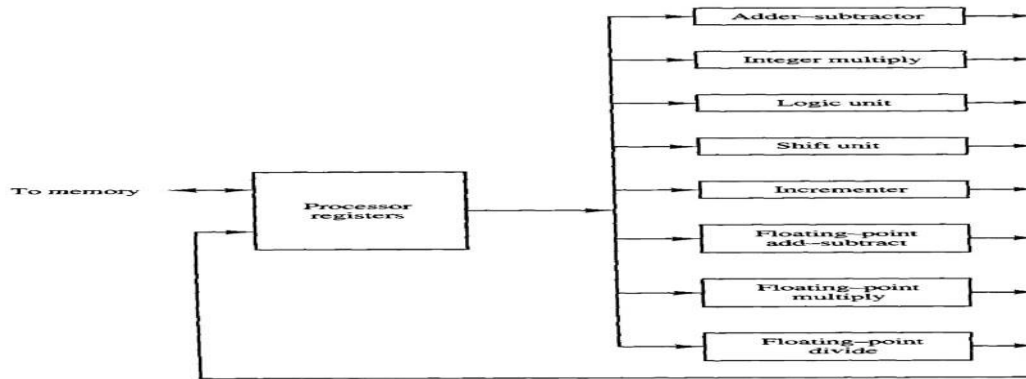 Adder–subtractor
Integer multiply
Logic unit
Shift unit
To memory
Processor
registers
Incrementer
Floating–point
add–subtract
Floating–point
multiply
Floating–point
divide